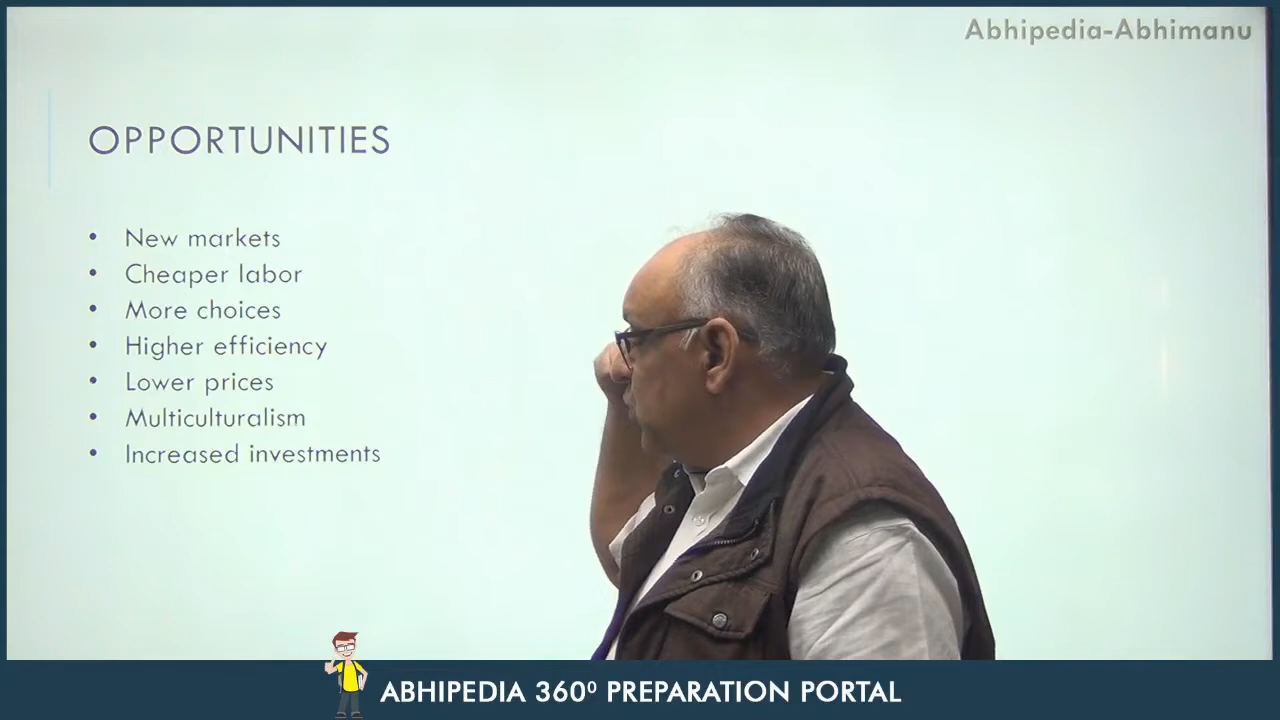 Abhipedia-Abhimanu
OPPORTUNITIES
• New markets
• Cheaper labor
• More choices
• Higher efficiency
• Lower prices
• Multiculturalism
• Increased investments
ABHIPEDIA 360⁰ PREPARATION PORTAL